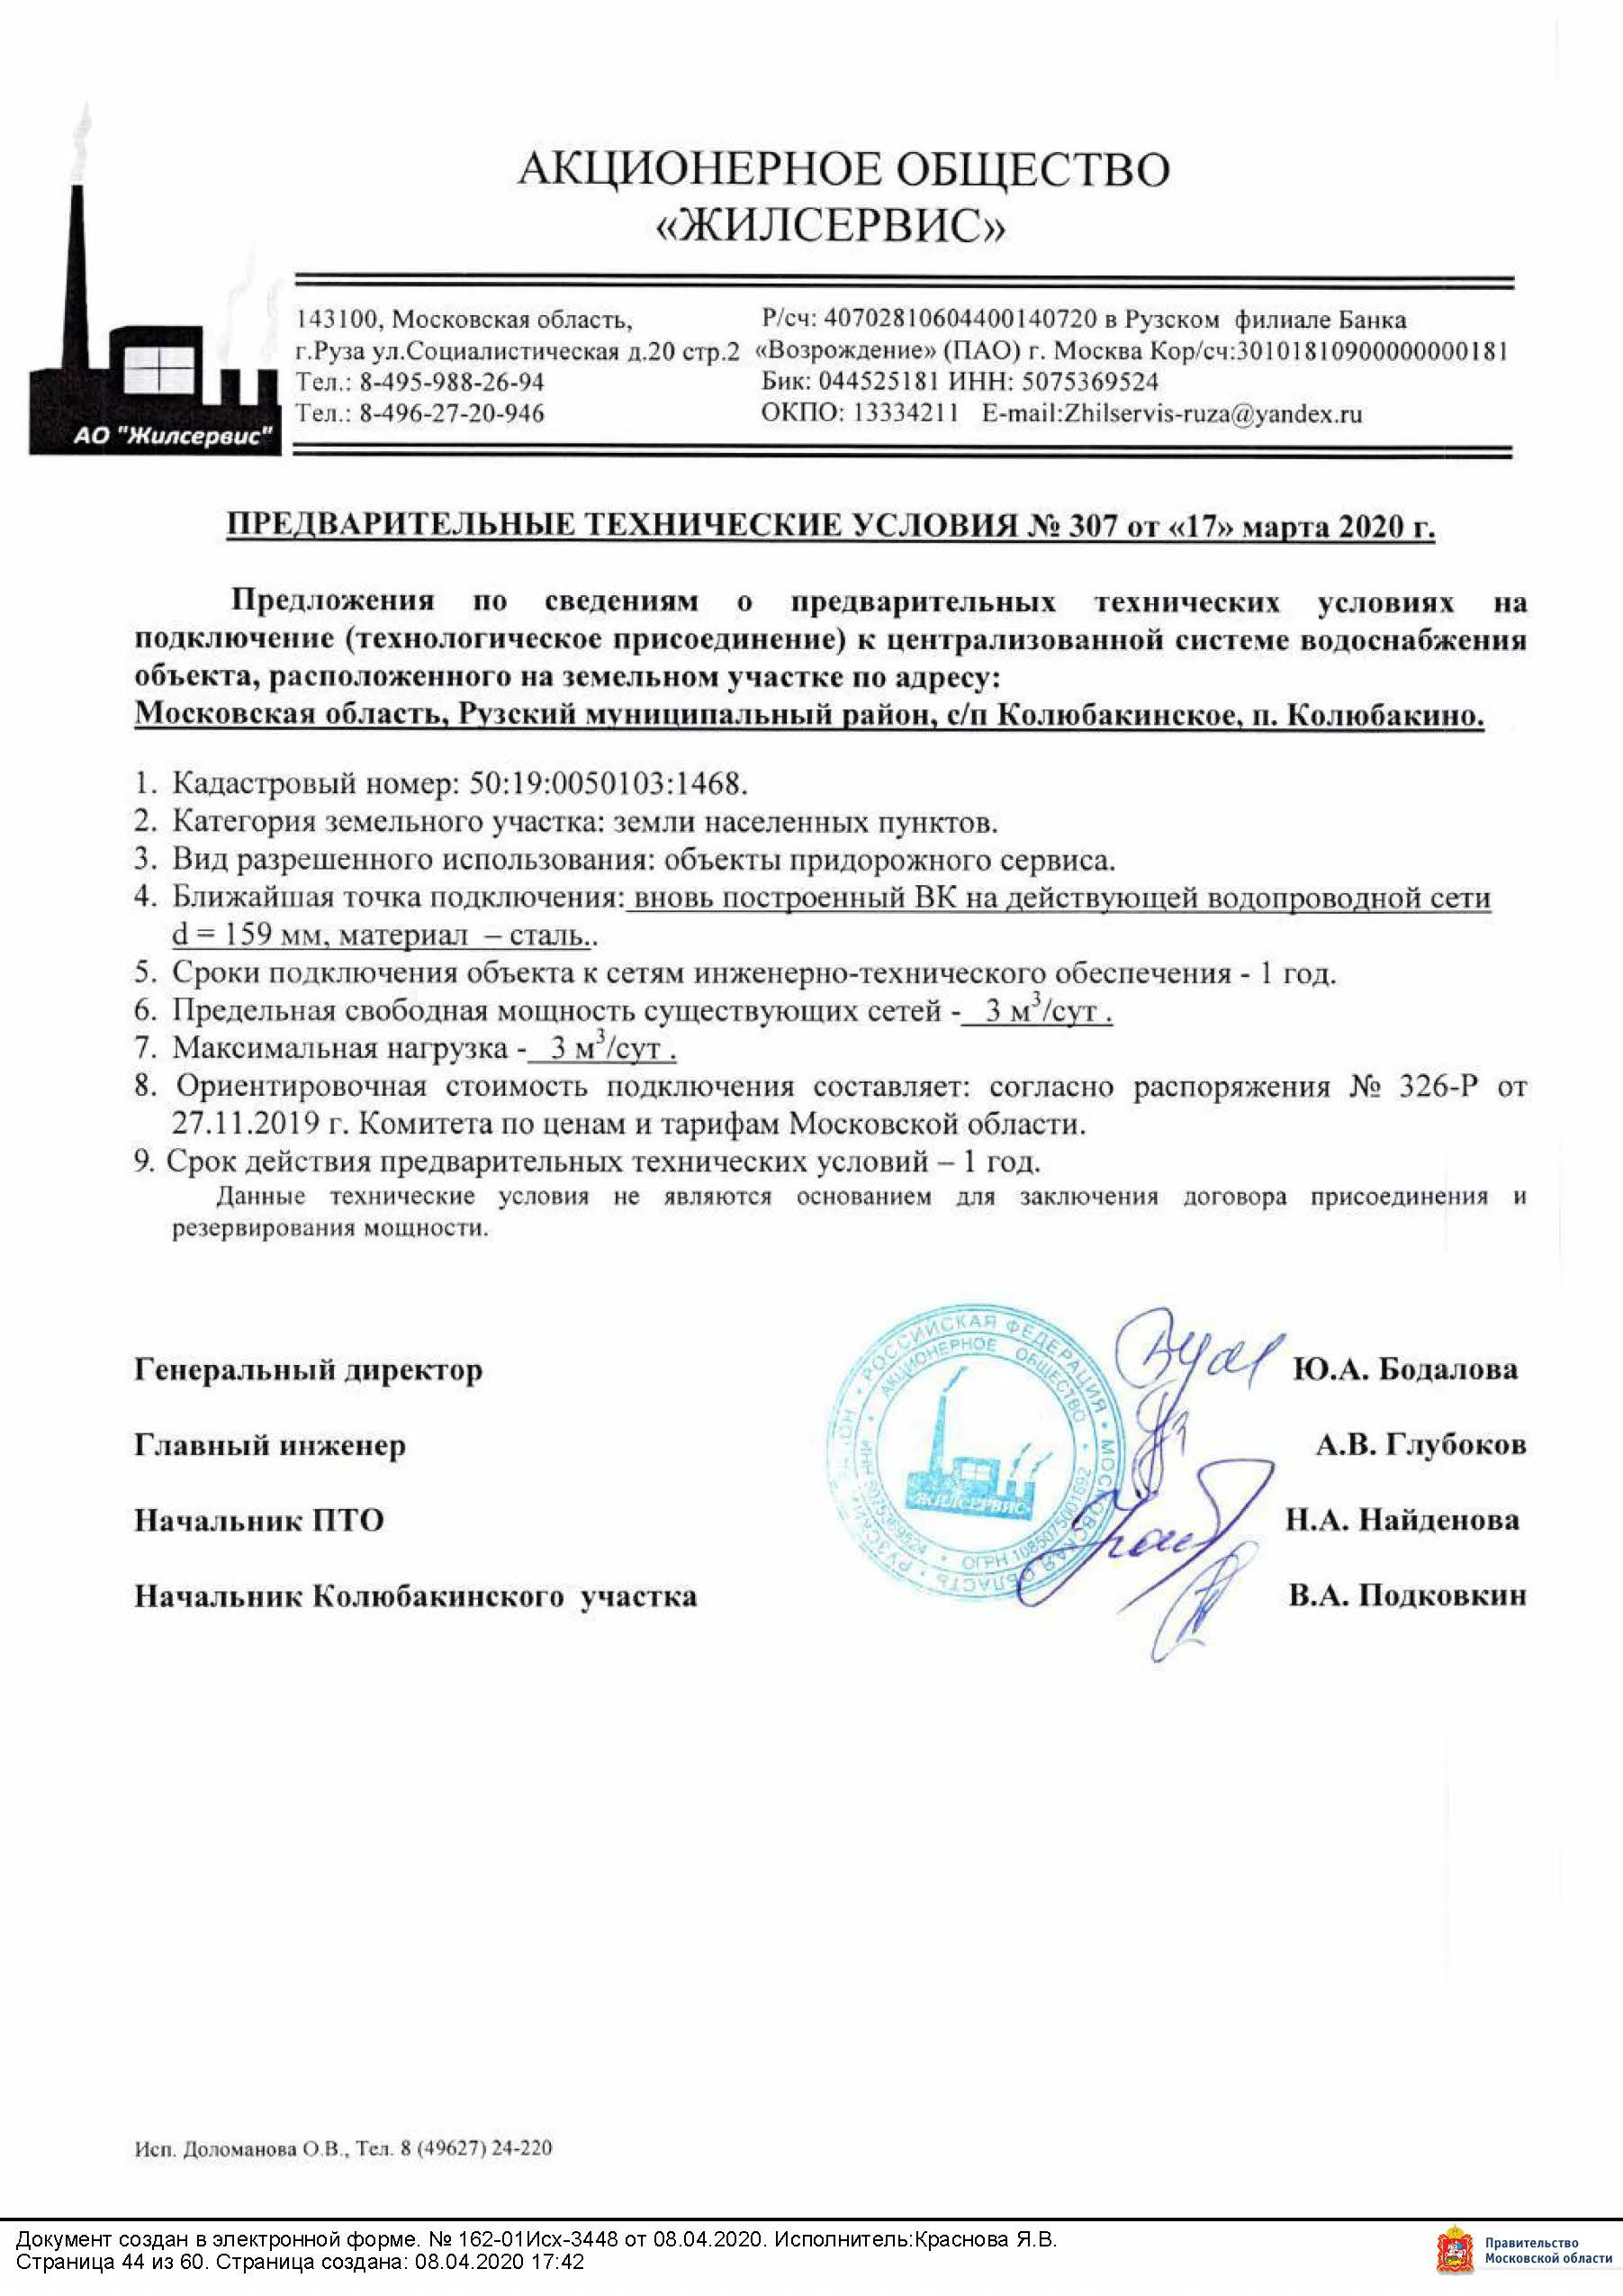 АКЦИОНЕРНОЕ ОБЩЕСТВО
«ЖИЛСЕРВИС»
АО "Жилсервис"
143100, Московская область,
г.Руза ул.Социалистическая д.20 стр.2
Тел.: 8-495-988-26-94
Тел.: 8-496-27-20-946
Р/сч: 40702810604400140720 в Рузском филиале Банка
«Возрождение» (ПАО) г. Москва Кор/сч:30101810900000000181
Бик: 044525181 ИНН: 5075369524
ОКПО: 13334211 E-mail:Zhilservis-ruza@yandex.ru
ПРЕДВАРИТЕЛЬНЫЕ ТЕХНИЧЕСКИЕ УСЛОВИЯ № 307 от «17» марта 2020 г.
Предложения по сведениям о предварительных технических условиях на
подключение (технологическое присоединение) к централизованной системе водоснабжения
объекта, расположенного на земельном участке по адресу:
Московская область, Рузский муниципальный район, с/п Колюбакинское, п. Колюбакино.
1. Кадастровый номер: 50:19:0050103:1468.
2. Категория земельного участка: земли населенных пунктов.
3. Вид разрешенного использования: объекты придорожного сервиса.
4. Ближайшая точка подключения: вновь построенный ВК на действующей водопроводной сети
d = 159 мм, материал – сталь..
5. Сроки подключения объекта к сетям инженерно-технического обеспечения - 1 год.
6. Предельная свободная мощность существующих сетей - 3 м³/сут .
7. Максимальная нагрузка - 3 м³/сут .
8. Ориентировочная стоимость подключения составляет: согласно распоряжения № 326-Р от
27.11.2019 г. Комитета по ценам и тарифам Московской области.
9. Срок действия предварительных технических условий – 1 год.
Данные технические условия не являются основанием для заключения договора присоединения и
резервирования мощности.
Генеральный директор Ю.А. Бодалова
Главный инженер А.В. Глубоков
Начальник ПТО Н.А. Найденова
Начальник Колюбакинского участка В.А. Подковкин
РОССИЙСКАЯ ФЕДЕРАЦИЯ • МОСКОВСКАЯ ОБЛАСТЬ •
АКЦИОНЕРНОЕ ОБЩЕСТВО
ОГРН 1085075001692
ЖИЛСЕРВИС
Исп. Доломанова О.В., Тел. 8 (49627) 24-220
Документ создан в электронной форме. № 162-01Исх-3448 от 08.04.2020. Исполнитель:Краснова Я.В.
Страница 44 из 60. Страница создана: 08.04.2020 17:42
Правительство
Московской области